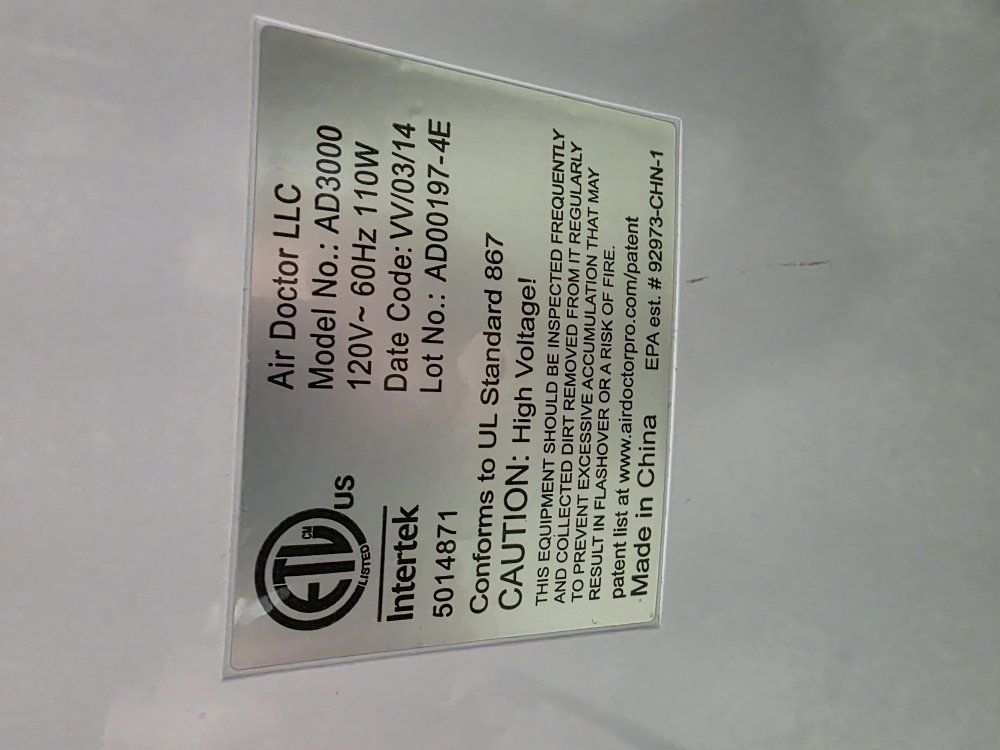 ETL
CM
LISTED
US
Intertek
5014871
Air Doctor LLC
Model No.: AD3000
120V~ 60Hz 110W
Date Code: VV/03/14
Lot No.: AD00197-4E
Conforms to UL Standard 867
CAUTION: High Voltage!
THIS EQUIPMENT SHOULD BE INSPECTED FREQUENTLY
AND COLLECTED DIRT REMOVED FROM IT REGULARLY
TO PREVENT EXCESSIVE ACCUMULATION THAT MAY
RESULT IN FLASHOVER OR A RISK OF FIRE.
patent list at www.airdoctorpro.com/patent
Made in China EPA est. # 92973-CHN-1